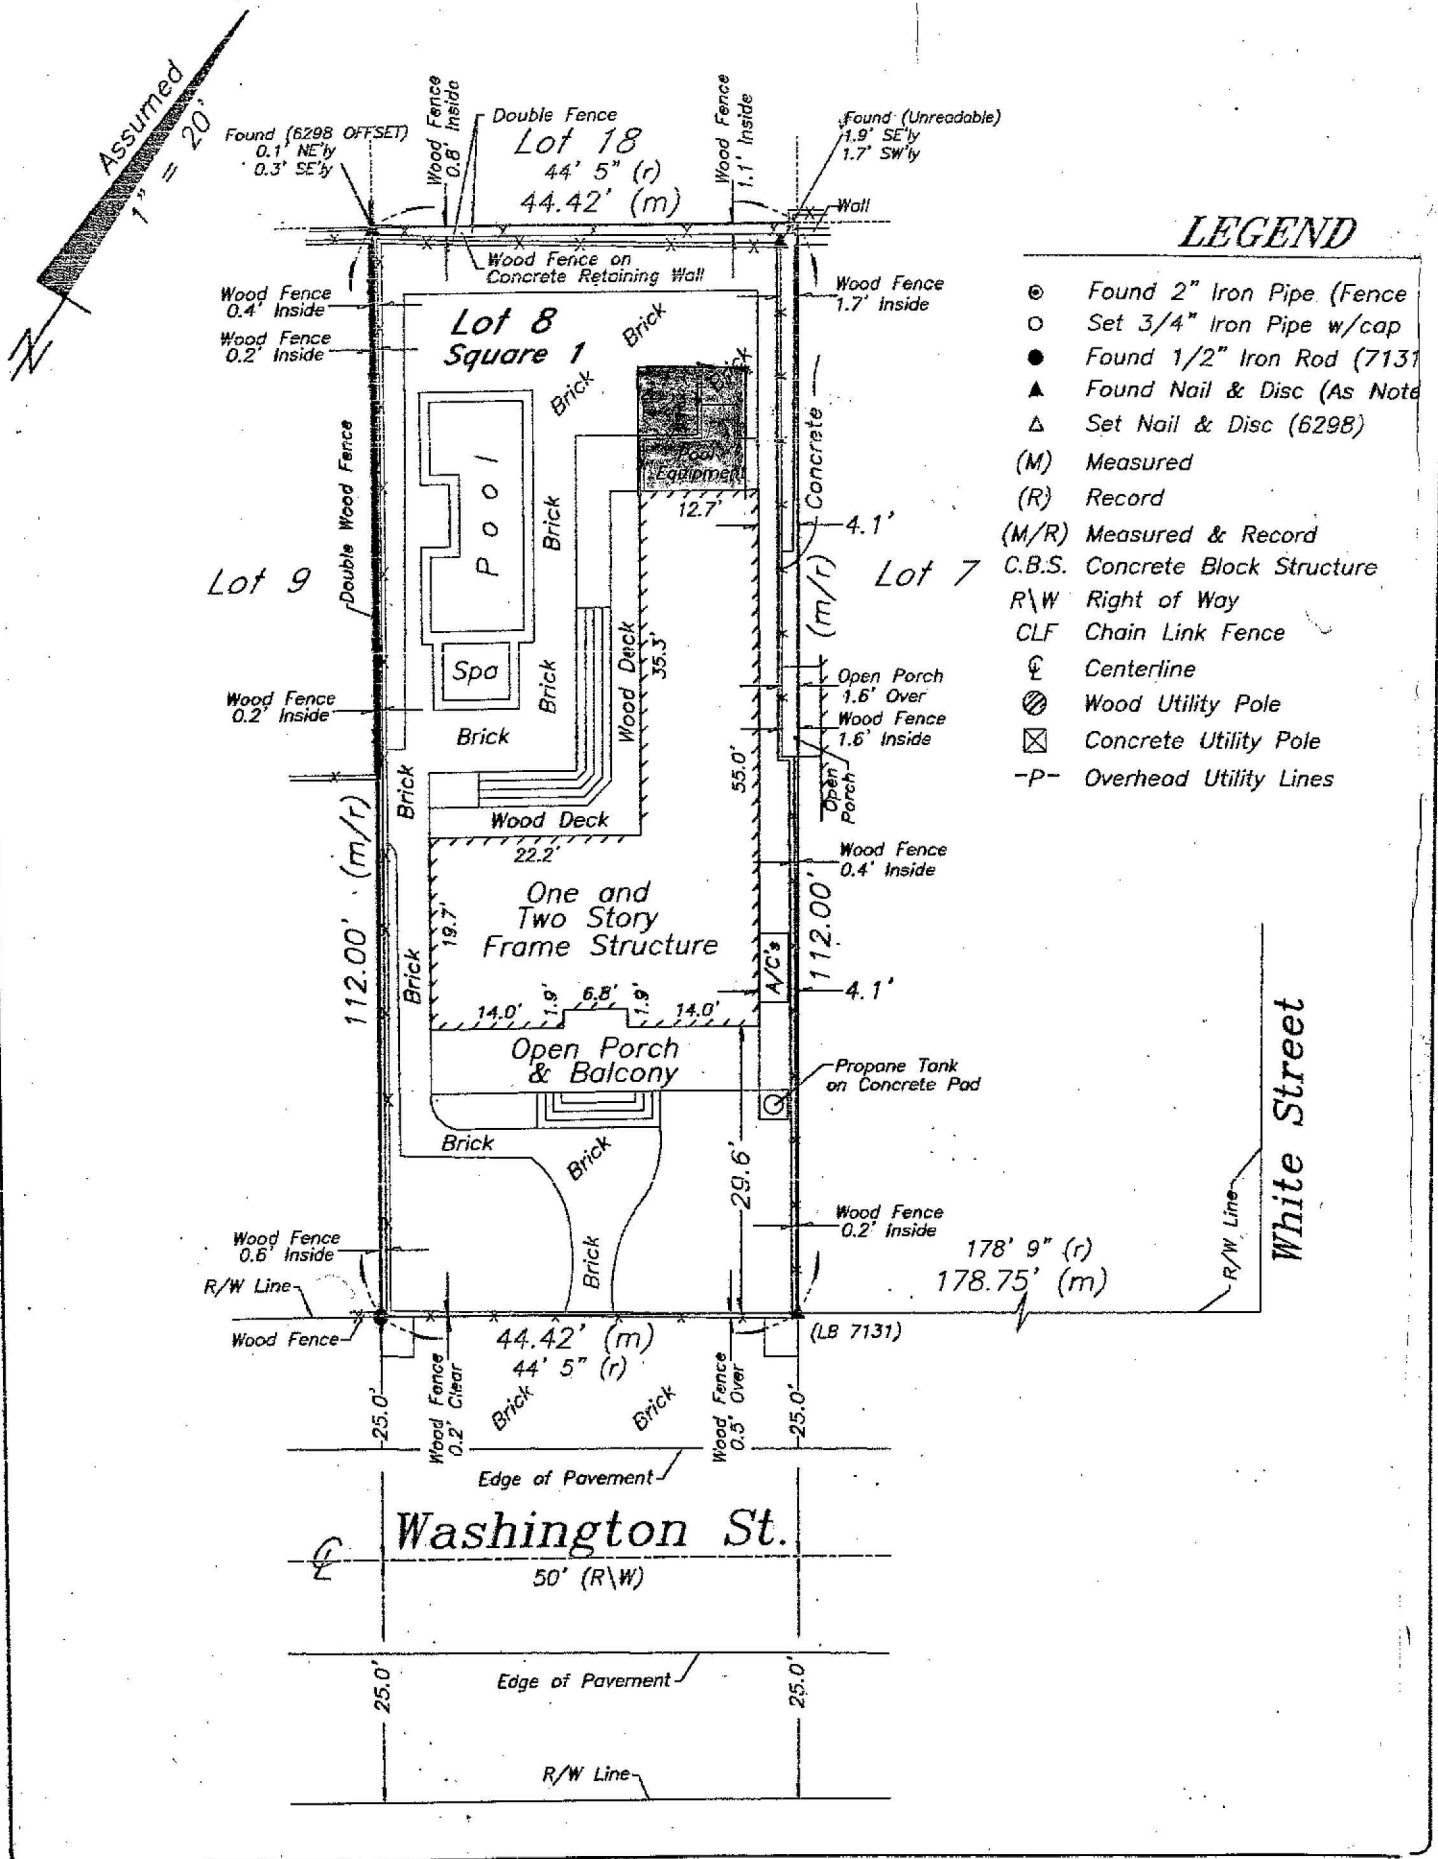 Assumed
1" = 20'
N
Found (6298 OFFSET)
0.1' NE'ly
0.3' SE'ly
Wood Fence
0.8' Inside
Double Fence
Lot 18
44' 5" (r)
44.42' (m)
Wood Fence
1.1' Inside
Found (Unreadable)
1.9' SE'ly
1.7' SW'ly
Wall
Wood Fence on
Concrete Retaining Wall
Wood Fence
0.4' Inside
Wood Fence
0.2' Inside
Wood Fence
1.7' Inside
Lot 8
Square 1
Brick
Brick
Brick
Pool
Equipment
12.7'
Concrete
4.1'
Double Wood Fence
Pool
Brick
Lot 9
Lot 7
(m/r)
Spa
Brick
Wood Deck
35.3'
Open Porch
1.6' Over
Wood Fence
0.2' Inside
Wood Fence
1.6' Inside
Brick
55.0'
Open
Porch
Brick
Wood Deck
22.2'
Wood Fence
0.4' Inside
112.00' (m/r)
One and
Two Story
Frame Structure
19.7'
112.00'
Brick
A/C's
4.1'
14.0'
1.9'
6.8'
1.9'
14.0'
Open Porch
& Balcony
Propane Tank
on Concrete Pad
Brick
Brick
29.6'
Wood Fence
0.2' Inside
Wood Fence
0.6' Inside
Brick
178' 9" (r)
178.75' (m)
R/W Line
R/W Line
White Street
Wood Fence
44.42' (m)
44' 5" (r)
(LB 7131)
25.0'
Wood Fence
0.2' Clear
Brick
Brick
Wood Fence
0.5' Over
25.0'
Edge of Pavement
Washington St.
50' (R\W)
Edge of Pavement
25.0'
25.0'
R/W Line
LEGEND
Found 2" Iron Pipe (Fence
Set 3/4" Iron Pipe w/cap
Found 1/2" Iron Rod (7131
Found Nail & Disc (As Note
Set Nail & Disc (6298)
(M) Measured
(R) Record
(M/R) Measured & Record
C.B.S. Concrete Block Structure
R\W Right of Way
CLF Chain Link Fence
℄ Centerline
Wood Utility Pole
Concrete Utility Pole
-P- Overhead Utility Lines